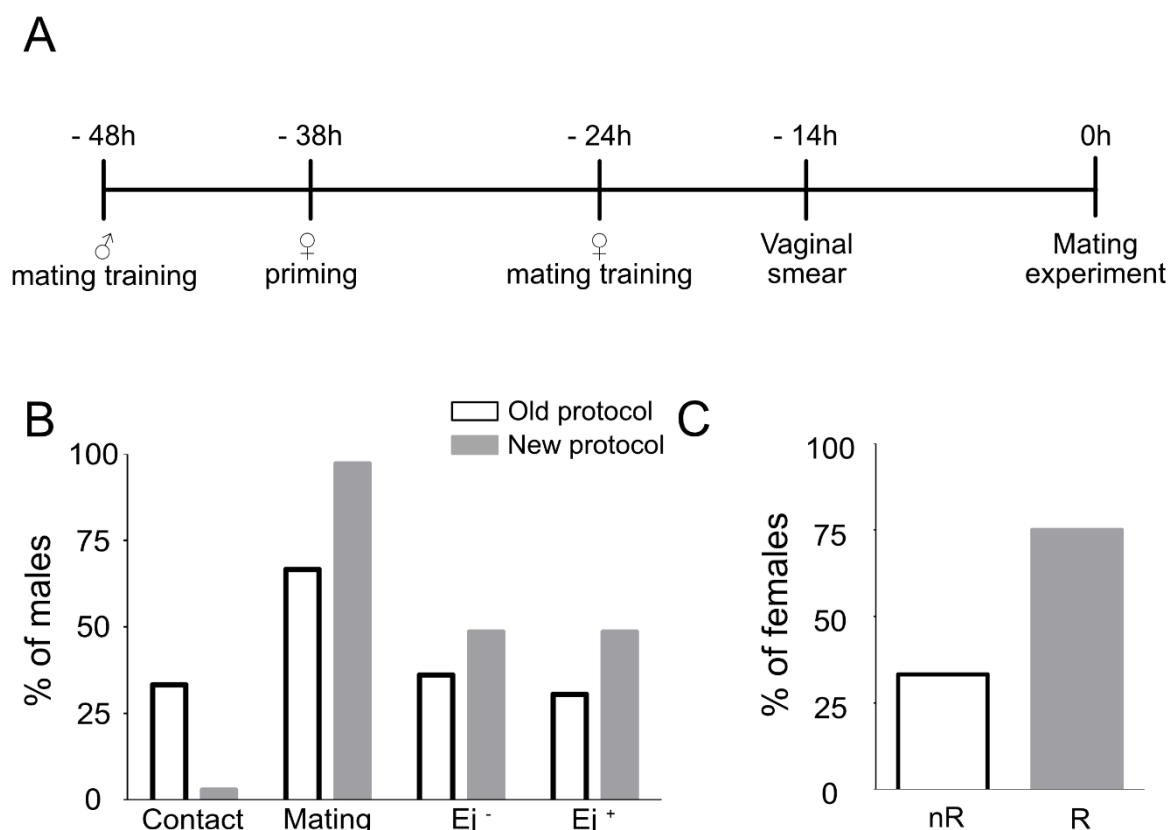 A
- 48h - 38h - 24h - 14h 0h
♂ ♀ ♀ Vaginal Mating
mating training priming mating training smear experiment
B
Old protocol
New protocol
C
% of males
100
75
50
25
0
Contact Mating Ej - Ej +
% of females
100
75
50
25
0
nR R